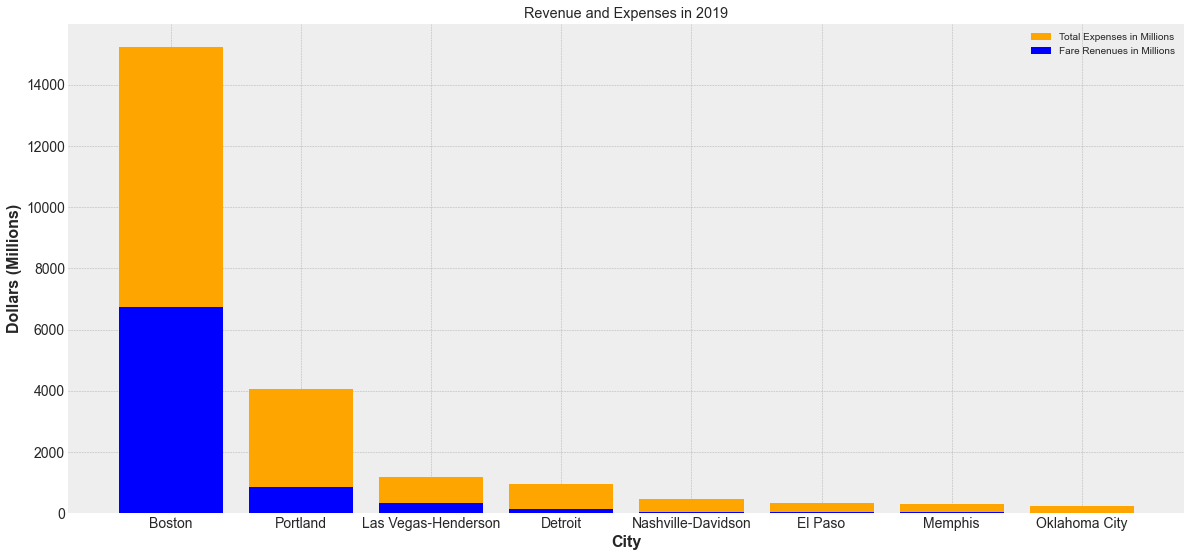 Revenue and Expenses in 2019
Total Expenses in Millions
Fare Renenues in Millions
14000
12000
10000
8000
6000
4000
2000
0
Dollars (Millions)
Boston Portland Las Vegas-Henderson Detroit Nashville-Davidson El Paso Memphis Oklahoma City
City